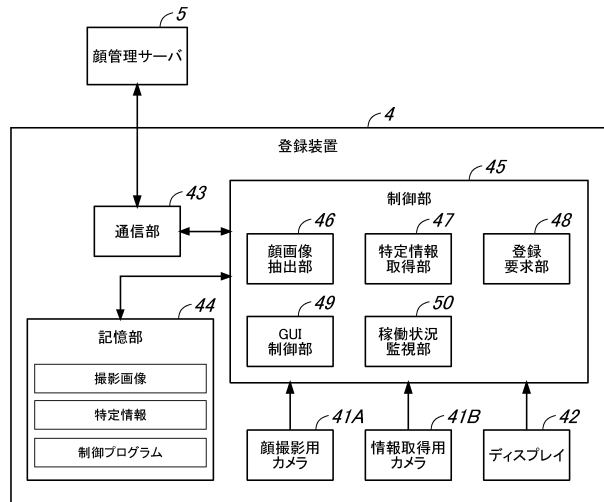 5
顔管理サーバ
4
登録装置
45
制御部
43
通信部
46
顔画像
抽出部
47
特定情報
取得部
48
登録
要求部
49
GUI
制御部
50
稼働状況
監視部
44
記憶部
撮影画像
特定情報
制御プログラム
41A
顔撮影用
カメラ
41B
情報取得用
カメラ
42
ディスプレイ